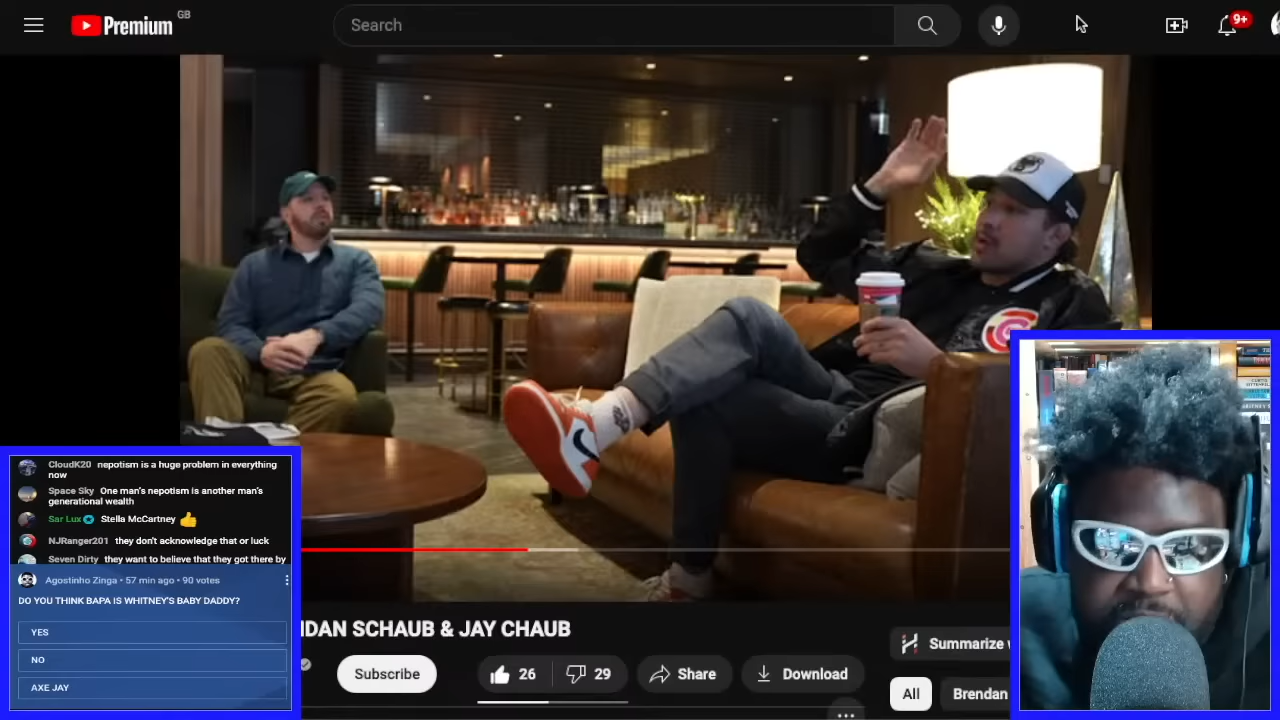 Premium
GB
Search
9+
CloudK20 nepotism is a huge problem in everything
now
Space Sky One man's nepotism is another man's
generational wealth
Sar Lux Stella McCartney
NJRanger201 they don't acknowledge that or luck
Seven Dirty they want to believe that they got there by
Agostinho Zinga • 57 min ago • 90 votes
DO YOU THINK BAPA IS WHITNEY'S BABY DADDY?
YES
NO
AXE JAY
IDAN SCHAUB & JAY CHAUB
Subscribe
26
29
Share
Download
Summarize
All
Brendan